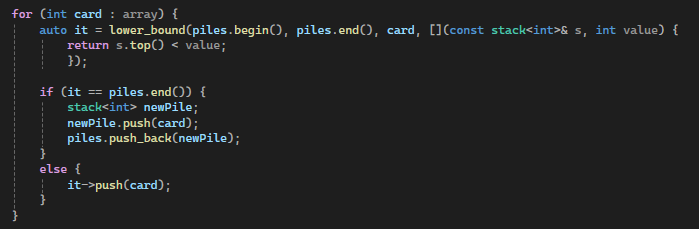 for (int card : array) {
    auto it = lower_bound(piles.begin(), piles.end(), card, [](const stack<int>& s, int value) {
        return s.top() < value;
        });

    if (it == piles.end()) {
        stack<int> newPile;
        newPile.push(card);
        piles.push_back(newPile);
    }
    else {
        it->push(card);
    }
}